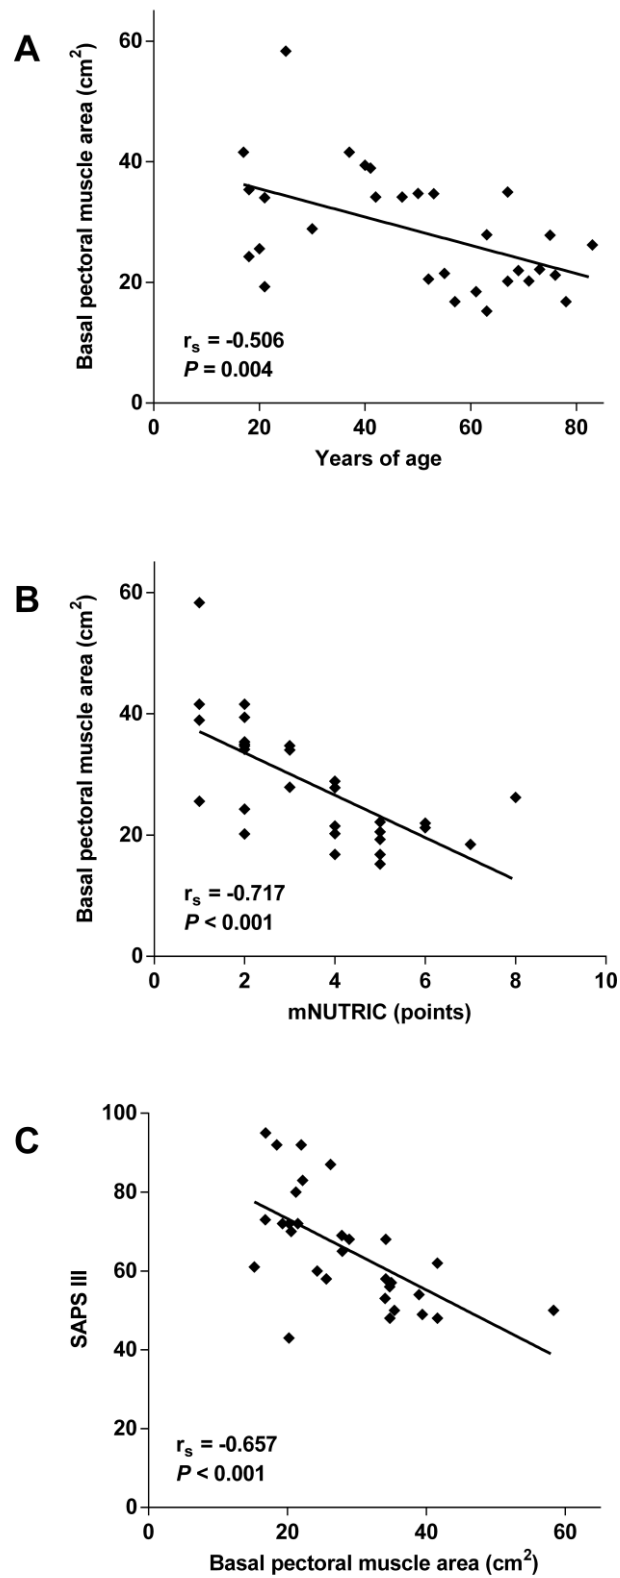 A
Basal pectoral muscle area (cm²)
60
40
20
0
rₛ = -0.506
P = 0.004
0 20 40 60 80
Years of age
B
Basal pectoral muscle area (cm²)
60
40
20
0
rₛ = -0.717
P < 0.001
0 2 4 6 8 10
mNUTRIC (points)
C
SAPS III
100
80
60
40
20
0
rₛ = -0.657
P < 0.001
0 20 40 60
Basal pectoral muscle area (cm²)